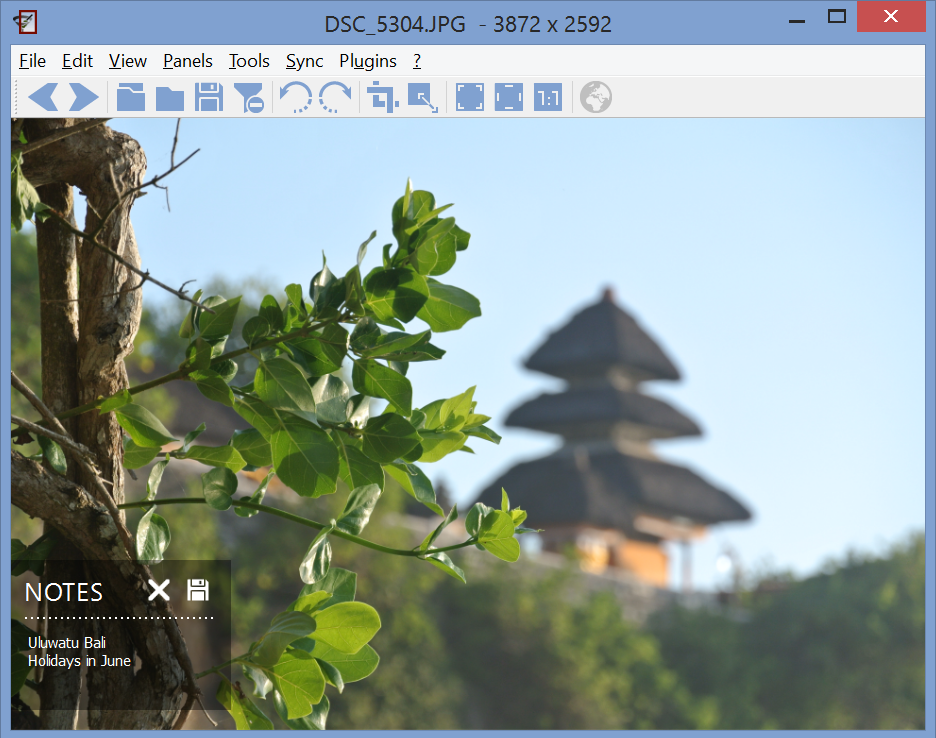 DSC_5304.JPG - 3872 x 2592
File Edit View Panels Tools Sync Plugins ?
1:1
NOTES
Uluwatu Bali
Holidays in June